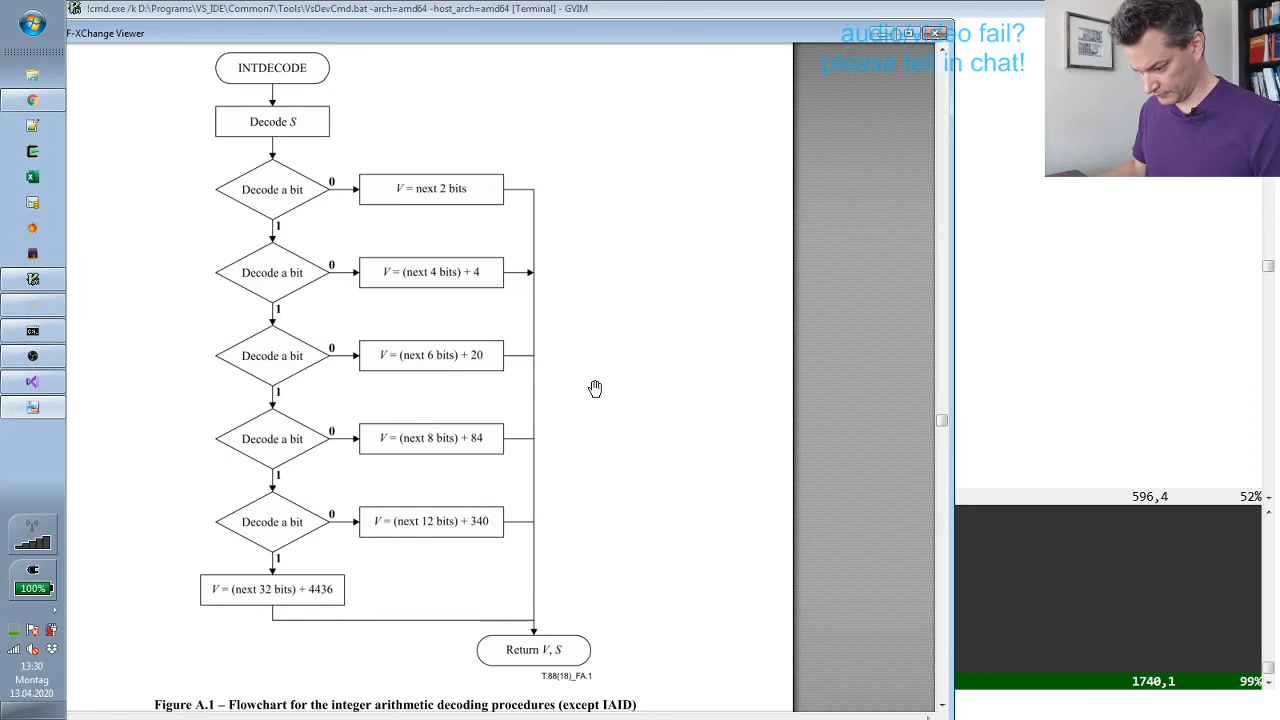 !cmd.exe /k D:\Programs\VS_IDE\Common7\Tools\VsDevCmd.bat -arch=amd64 -host_arch=amd64 [Terminal] - GVIM
F-XChange Viewer
audio/video fail?
please tell in chat!
INTDECODE
Decode S
Decode a bit
0
V = next 2 bits
1
Decode a bit
0
V = (next 4 bits) + 4
1
Decode a bit
0
V = (next 6 bits) + 20
1
Decode a bit
0
V = (next 8 bits) + 84
1
Decode a bit
0
V = (next 12 bits) + 340
1
V = (next 32 bits) + 4436
Return V, S
T.88(18)_FA.1
Figure A.1 – Flowchart for the integer arithmetic decoding procedures (except IAID)
596,4 52%
1740,1 99%
100%
13:30
Montag
13.04.2020